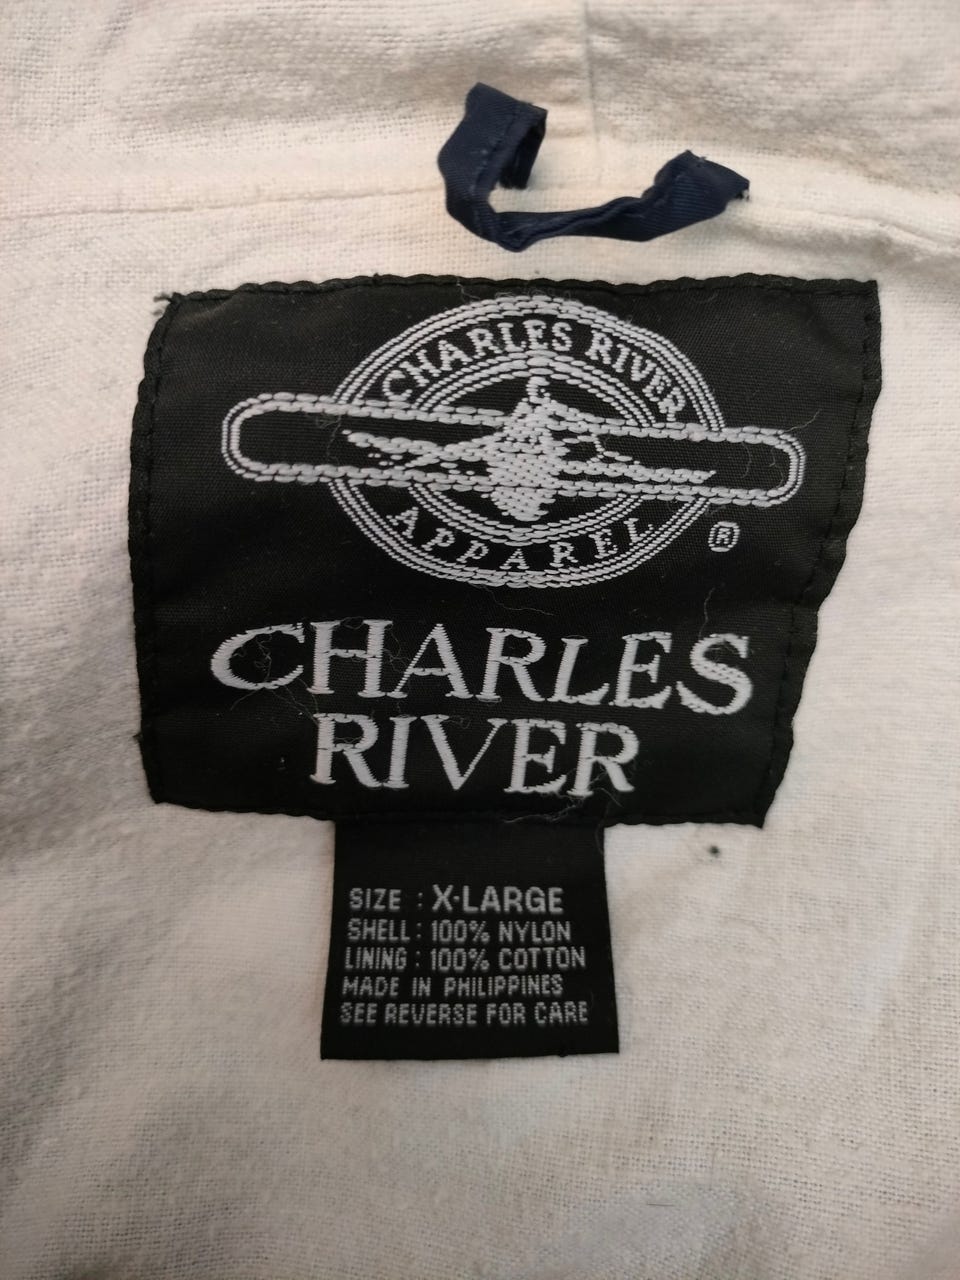 CHARLES RIVER
APPAREL
®
CHARLES
RIVER
SIZE : X-LARGE
SHELL : 100% NYLON
LINING : 100% COTTON
MADE IN PHILIPPINES
SEE REVERSE FOR CARE